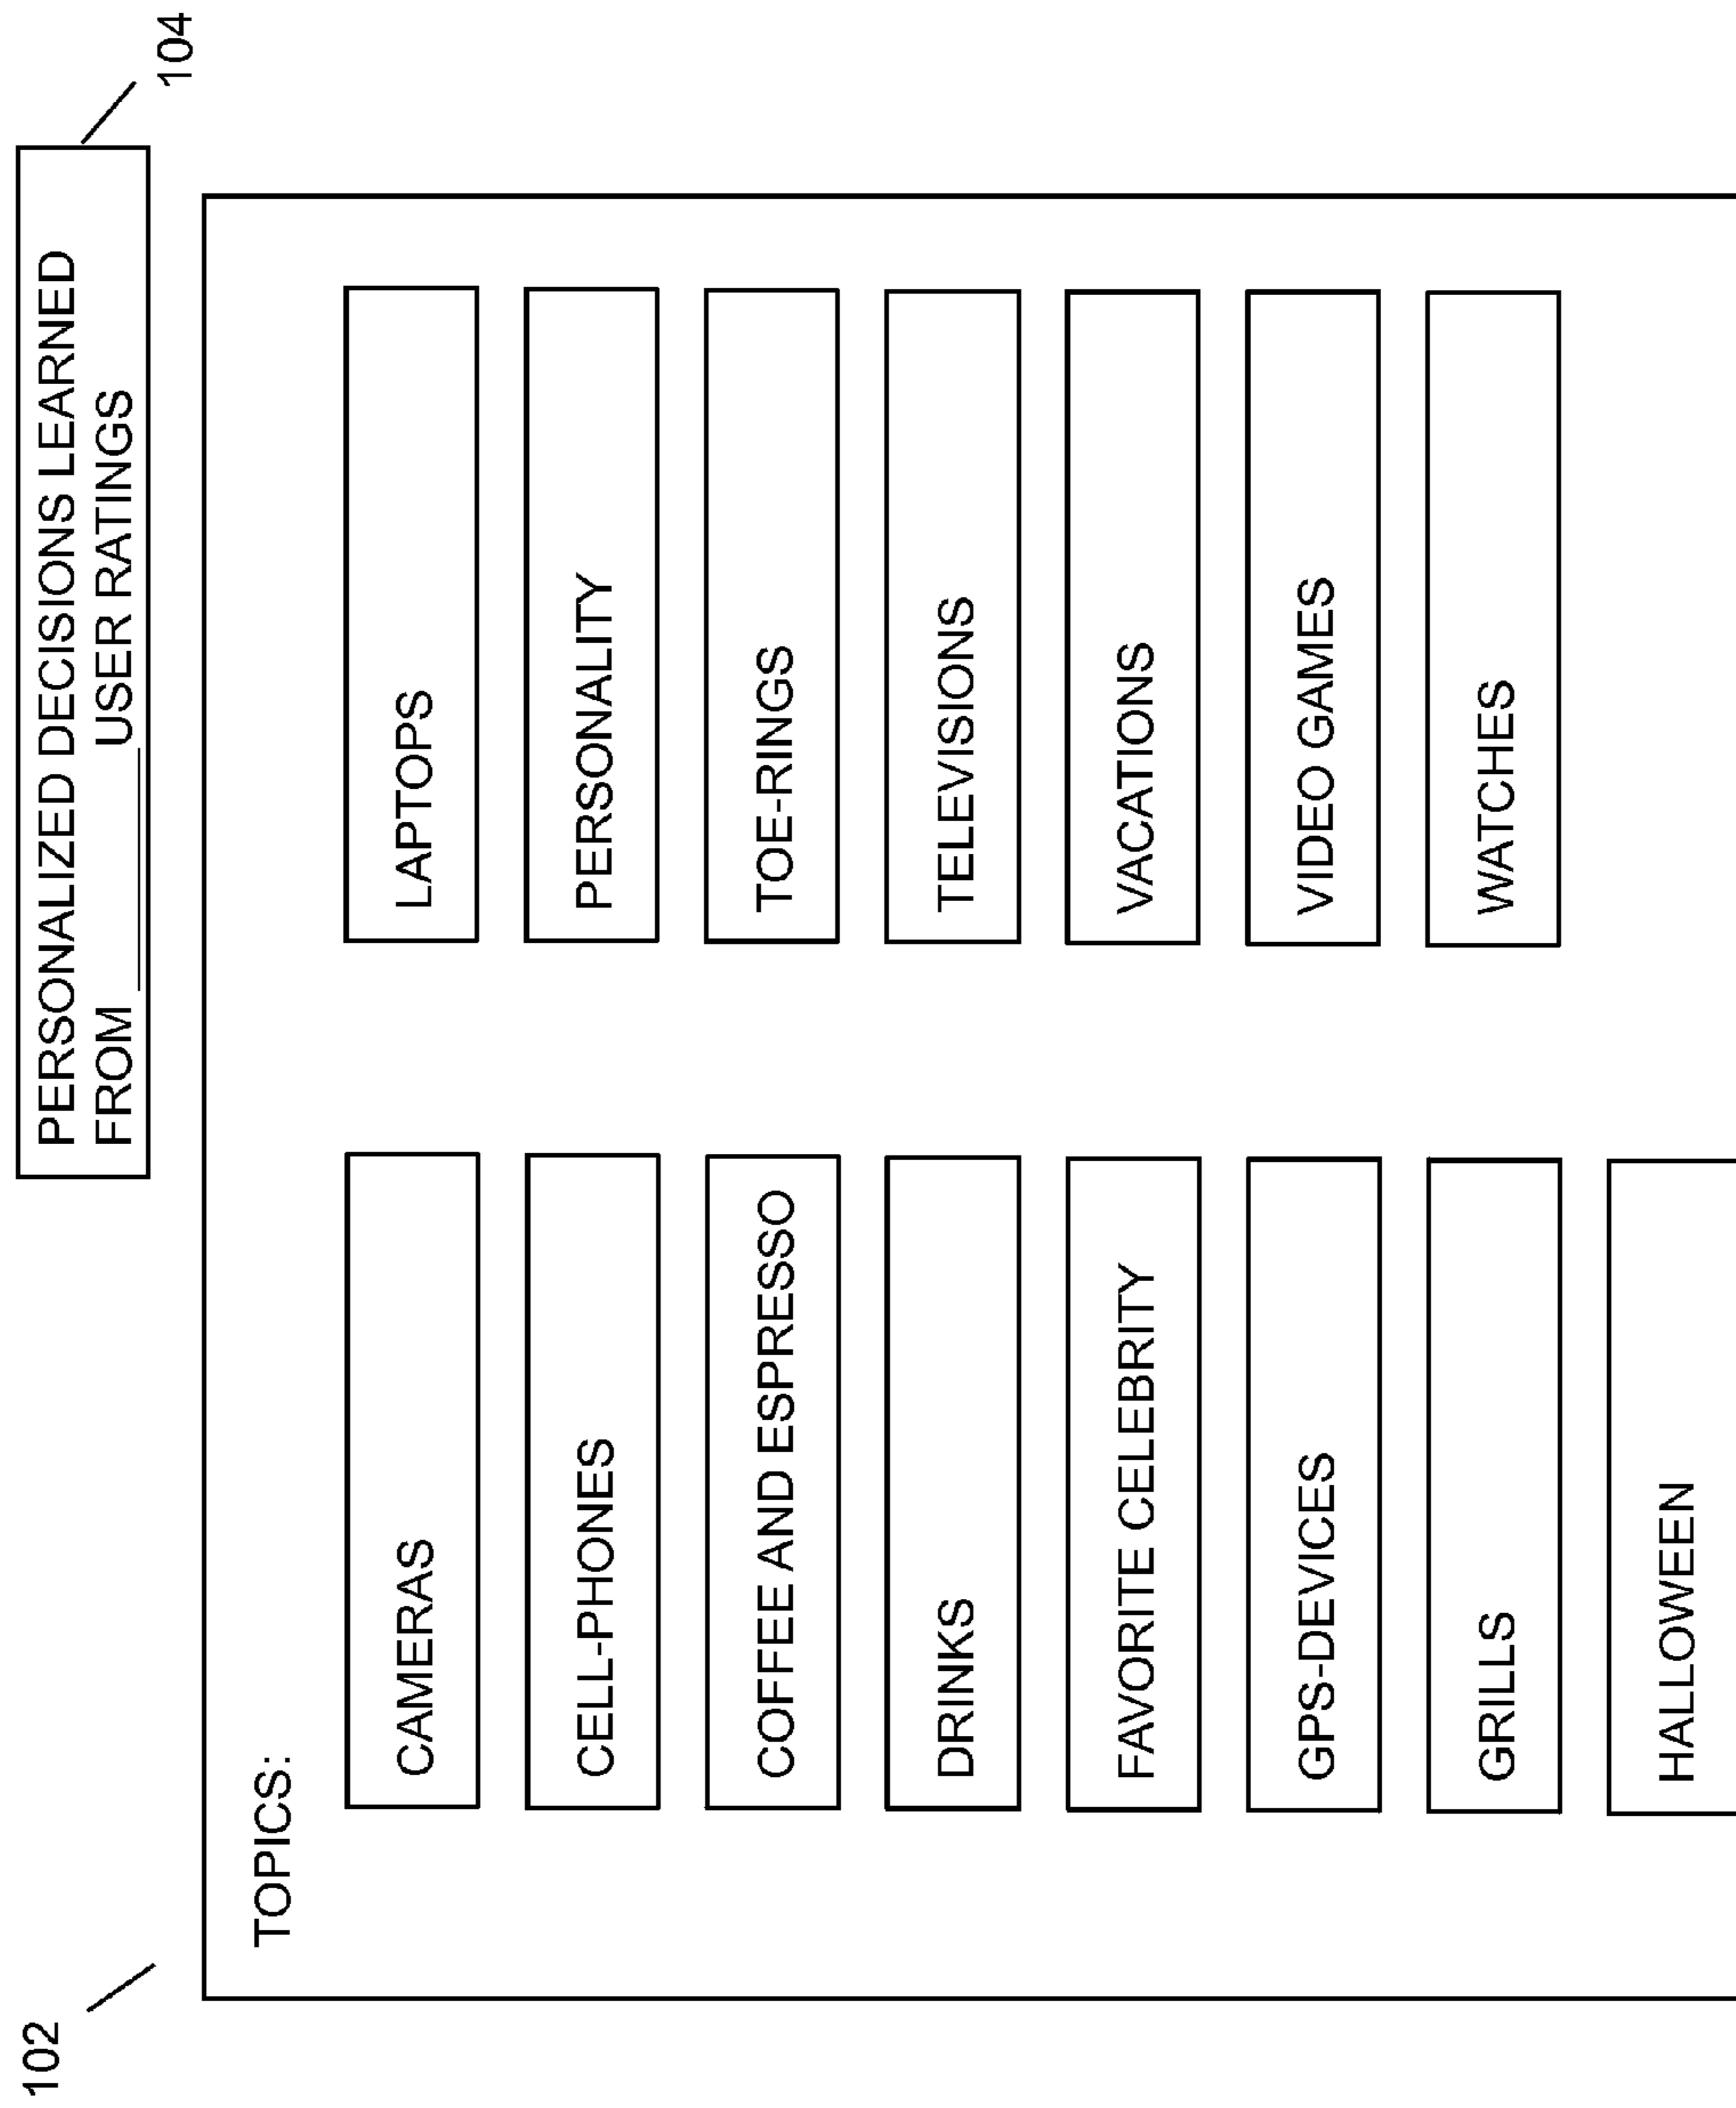 102
PERSONALIZED DECISIONS LEARNED
FROM __________ USER RATINGS
104
TOPICS:
CAMERAS
CELL-PHONES
COFFEE AND ESPRESSO
DRINKS
FAVORITE CELEBRITY
GPS-DEVICES
GRILLS
HALLOWEEN
LAPTOPS
PERSONALITY
TOE-RINGS
TELEVISIONS
VACATIONS
VIDEO GAMES
WATCHES